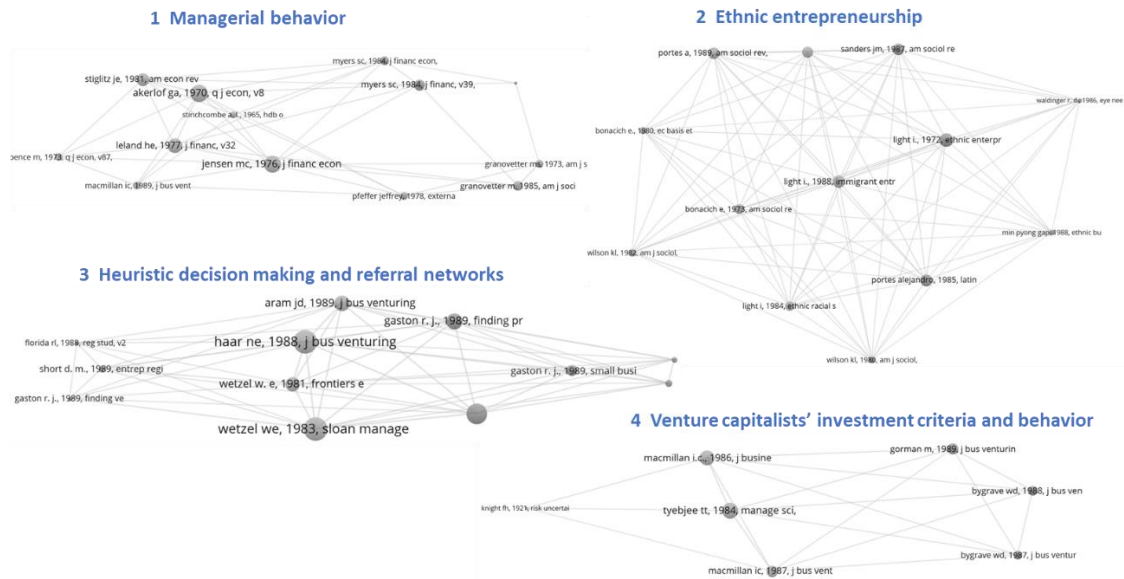 1 Managerial behavior
myers sc, 1984, j financ econ,
stiglitz je, 1981, am econ rev
myers sc, 1984, j financ, v39,
akerlof ga, 1970, q j econ, v8
stinchcombe a.l., 1965, hdb o
leland he, 1977, j financ, v32
pence m, 1973, q j econ, v87,
jensen mc, 1976, j financ econ
granovetter ms, 1973, am j s
macmillan ic, 1989, j bus vent
granovetter m, 1985, am j soci
pfeffer jeffrey, 1978, externa
2 Ethnic entrepreneurship
portes a, 1989, am sociol rev,
sanders jm, 1987, am sociol re
1986, eye nee
bonacich e., 1980, ec basis et
light i., 1972, ethnic enterpr
light i., 1988, immigrant entr
bonacich e, 1973, am sociol re
min pyong gap, 1988, ethnic bu
wilson kl, 1982, am j sociol,
portes alejandro, 1985, latin
light i, 1984, ethnic racial s
wilson kl, 1980, am j sociol,
3 Heuristic decision making and referral networks
aram jd, 1989, j bus venturing
gaston r. j., 1989, finding pr
florida rl, 1988, reg stud, v2
haar ne, 1988, j bus venturing
short d. m., 1989, entrep regi
gaston r. j., 1989, small busi
wetzel w. e, 1981, frontiers e
gaston r. j., 1989, finding ve
wetzel we, 1983, sloan manage
4 Venture capitalists’ investment criteria and behavior
gorman m, 1989, j bus venturin
macmillan i.c., 1986, j busine
bygrave wd, 1988, j bus ven
knight fh, 1921, risk uncertai
tyebjee tt, 1984, manage sci,
bygrave wd, 1987, j bus ventur
macmillan ic, 1987, j bus vent